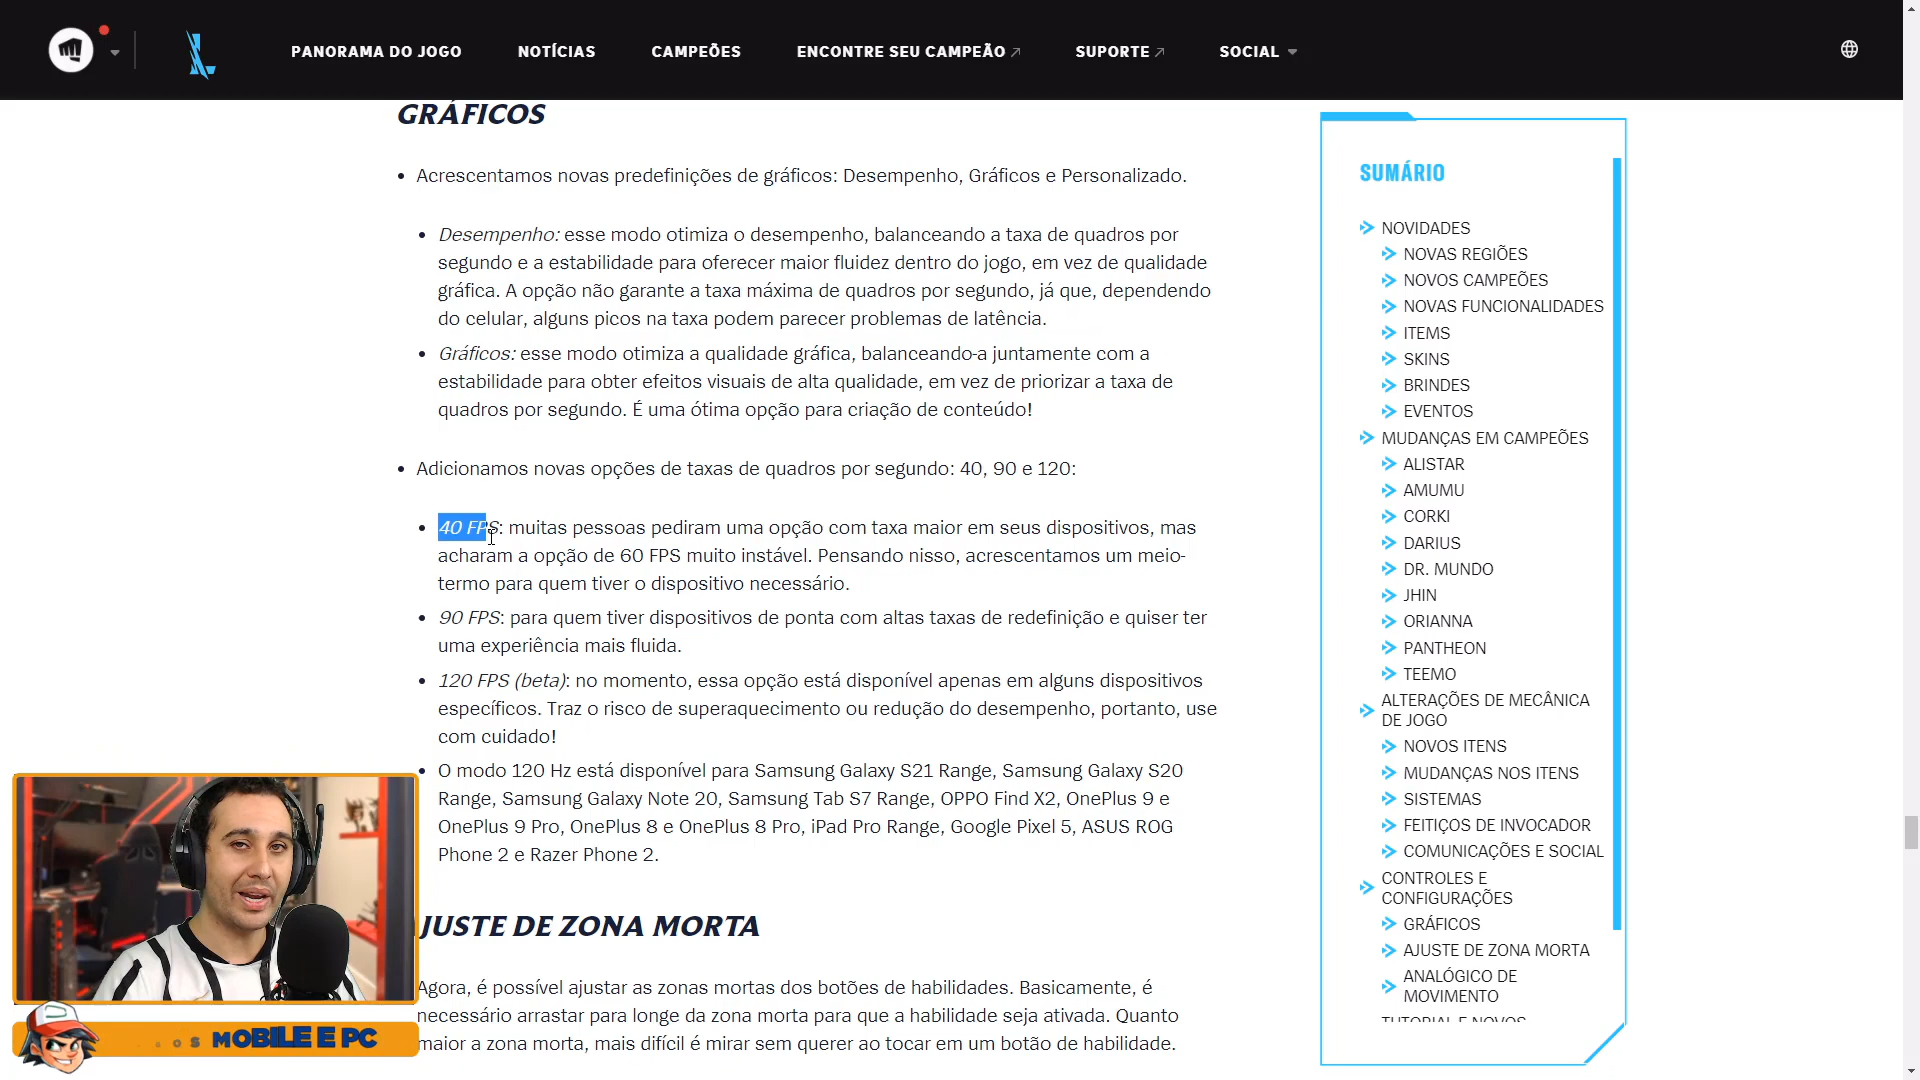 PANORAMA DO JOGO
NOTÍCIAS
CAMPEÕES
ENCONTRE SEU CAMPEÃO
SUPORTE
SOCIAL
GRÁFICOS
Acrescentamos novas predefinições de gráficos: Desempenho, Gráficos e Personalizado.
Desempenho: esse modo otimiza o desempenho, balanceando a taxa de quadros por
segundo e a estabilidade para oferecer maior fluidez dentro do jogo, em vez de qualidade
gráfica. A opção não garante a taxa máxima de quadros por segundo, já que, dependendo
do celular, alguns picos na taxa podem parecer problemas de latência.
Gráficos: esse modo otimiza a qualidade gráfica, balanceando-a juntamente com a
estabilidade para obter efeitos visuais de alta qualidade, em vez de priorizar a taxa de
quadros por segundo. É uma ótima opção para criação de conteúdo!
Adicionamos novas opções de taxas de quadros por segundo: 40, 90 e 120:
40 FPS: muitas pessoas pediram uma opção com taxa maior em seus dispositivos, mas
acharam a opção de 60 FPS muito instável. Pensando nisso, acrescentamos um meio-
termo para quem tiver o dispositivo necessário.
90 FPS: para quem tiver dispositivos de ponta com altas taxas de redefinição e quiser ter
uma experiência mais fluida.
120 FPS (beta): no momento, essa opção está disponível apenas em alguns dispositivos
específicos. Traz o risco de superaquecimento ou redução do desempenho, portanto, use
com cuidado!
O modo 120 Hz está disponível para Samsung Galaxy S21 Range, Samsung Galaxy S20
Range, Samsung Galaxy Note 20, Samsung Tab S7 Range, OPPO Find X2, OnePlus 9 e
OnePlus 9 Pro, OnePlus 8 e OnePlus 8 Pro, iPad Pro Range, Google Pixel 5, ASUS ROG
Phone 2 e Razer Phone 2.
JUSTE DE ZONA MORTA
Agora, é possível ajustar as zonas mortas dos botões de habilidades. Basicamente, é
necessário arrastar para longe da zona morta para que a habilidade seja ativada. Quanto
maior a zona morta, mais difícil é mirar sem querer ao tocar em um botão de habilidade.
SUMÁRIO
NOVIDADES
NOVAS REGIÕES
NOVOS CAMPEÕES
NOVAS FUNCIONALIDADES
ITEMS
SKINS
BRINDES
EVENTOS
MUDANÇAS EM CAMPEÕES
ALISTAR
AMUMU
CORKI
DARIUS
DR. MUNDO
JHIN
ORIANNA
PANTHEON
TEEMO
ALTERAÇÕES DE MECÂNICA
DE JOGO
NOVOS ITENS
MUDANÇAS NOS ITENS
SISTEMAS
FEITIÇOS DE INVOCADOR
COMUNICAÇÕES E SOCIAL
CONTROLES E
CONFIGURAÇÕES
GRÁFICOS
AJUSTE DE ZONA MORTA
ANALÓGICO DE
MOVIMENTO
TUTORIAL E NOVOS
MOBILE E PC